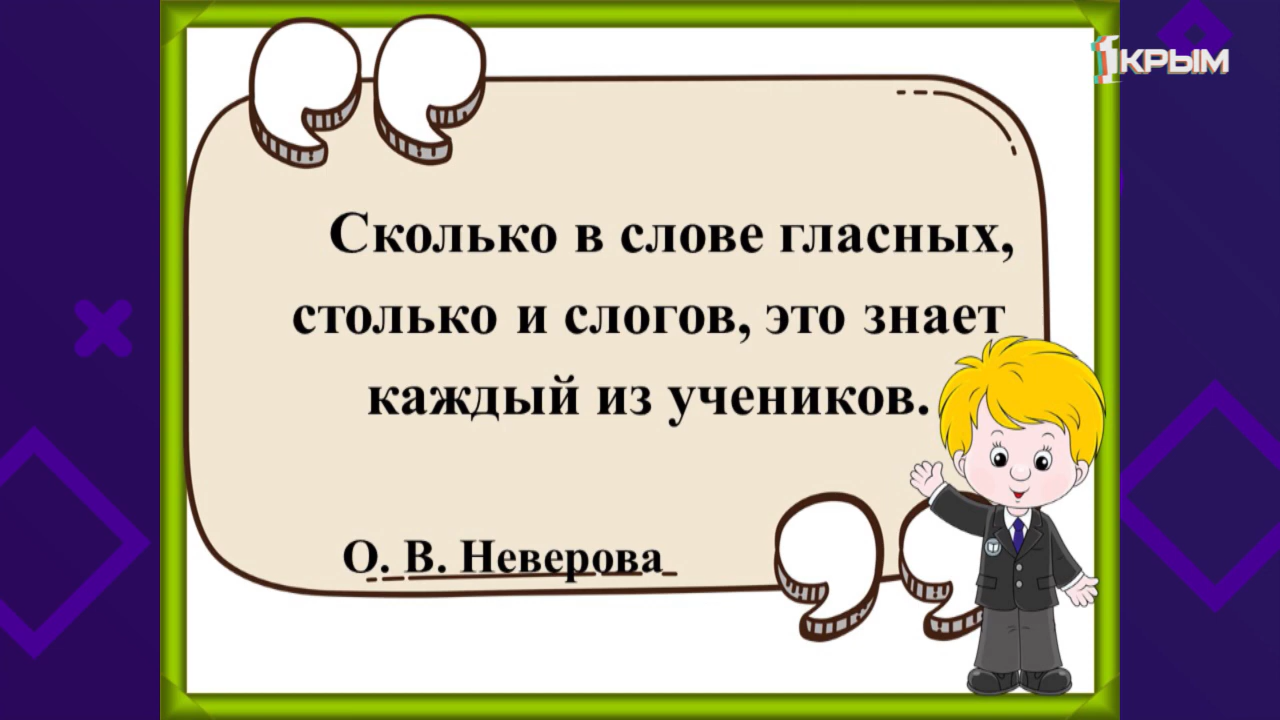 1КРЫМ
Сколько в слове гласных,
столько и слогов, это знает
каждый из учеников.
О. В. Неверова